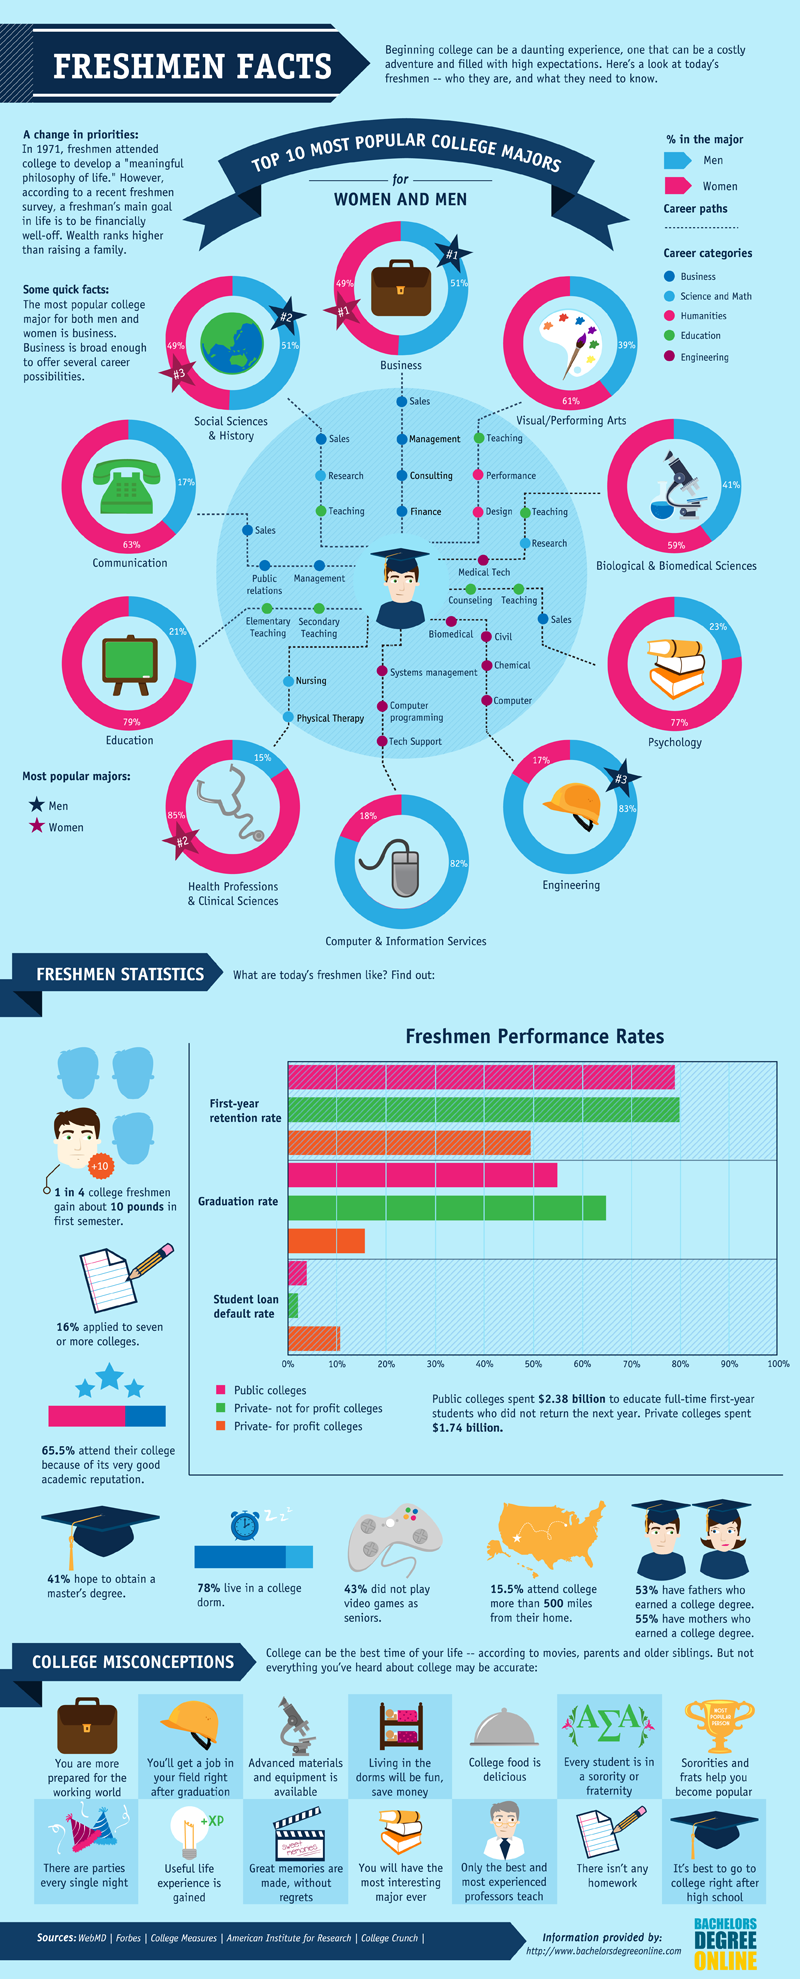 FRESHMEN FACTS
Beginning college can be a daunting experience, one that can be a costly
adventure and filled with high expectations. Here's a look at today's
freshmen -- who they are, and what they need to know.
A change in priorities:
In 1971, freshmen attended
college to develop a "meaningful
philosophy of life." However,
according to a recent freshmen
survey, a freshman's main goal
in life is to be financially
well-off. Wealth ranks higher
than raising a family.
Some quick facts:
The most popular college
major for both men and
women is business.
Business is broad enough
to offer several career
possibilities.
TOP 10 MOST POPULAR COLLEGE MAJORS
for
WOMEN AND MEN
% in the major
Men
Women
Career paths
Career categories
Business
Science and Math
Humanities
Education
Engineering
#1
49%
51%
#1
Business
#2
49%
51%
#3
Social Sciences
& History
39%
61%
Visual/Performing Arts
17%
63%
Communication
41%
59%
Biological & Biomedical Sciences
21%
79%
Education
23%
77%
Psychology
15%
85%
#2
Health Professions
& Clinical Sciences
18%
82%
Computer & Information Services
17%
#3
83%
Engineering
Sales
Management
Consulting
Finance
Sales
Research
Teaching
Teaching
Performance
Design
Teaching
Research
Medical Tech
Sales
Public
relations
Management
Elementary
Teaching
Secondary
Teaching
Counseling
Teaching
Sales
Biomedical
Civil
Chemical
Computer
Nursing
Physical Therapy
Systems management
Computer
programming
Tech Support
Most popular majors:
Men
Women
FRESHMEN STATISTICS
What are today's freshmen like? Find out:
+10
1 in 4 college freshmen
gain about 10 pounds in
first semester.
16% applied to seven
or more colleges.
65.5% attend their college
because of its very good
academic reputation.
Freshmen Performance Rates
First-year
retention rate
Graduation rate
Student loan
default rate
0% 10% 20% 30% 40% 50% 60% 70% 80% 90% 100%
Public colleges
Private- not for profit colleges
Private- for profit colleges
Public colleges spent $2.38 billion to educate full-time first-year
students who did not return the next year. Private colleges spent
$1.74 billion.
41% hope to obtain a
master's degree.
z z z
78% live in a college
dorm.
43% did not play
video games as
seniors.
15.5% attend college
more than 500 miles
from their home.
53% have fathers who
earned a college degree.
55% have mothers who
earned a college degree.
COLLEGE MISCONCEPTIONS
College can be the best time of your life -- according to movies, parents and older siblings. But not
everything you've heard about college may be accurate:
You are more
prepared for the
working world
You'll get a job in
your field right
after graduation
Advanced materials
and equipment is
available
Living in the
dorms will be fun,
save money
College food is
delicious
ΑΣΑ
Every student is in
a sorority or
fraternity
MOST
POPULAR
PERSON
Sororities and
frats help you
become popular
There are parties
every single night
+XP
Useful life
experience is
gained
Sweet
memories
Great memories are
made, without
regrets
You will have the
most interesting
major ever
Only the best and
most experienced
professors teach
There isn't any
homework
It's best to go to
college right after
high school
Sources: WebMD | Forbes | College Measures | American Institute for Research | College Crunch |
Information provided by:
http://www.bachelorsdegreeonline.com
BACHELORS
DEGREE
ONLINE